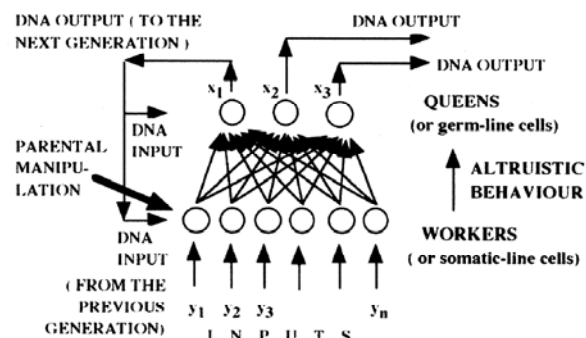 DNA OUTPUT ( TO THE
NEXT GENERATION )
DNA OUTPUT
DNA OUTPUT
x1 x2 x3
QUEENS
(or germ-line cells)
DNA
INPUT
PARENTAL
MANIPU-
LATION
ALTRUISTIC
BEHAVIOUR
WORKERS
( or somatic-line cells)
DNA
INPUT
( FROM THE
PREVIOUS
GENERATION)
y1 y2 y3 yn
I N P U T S